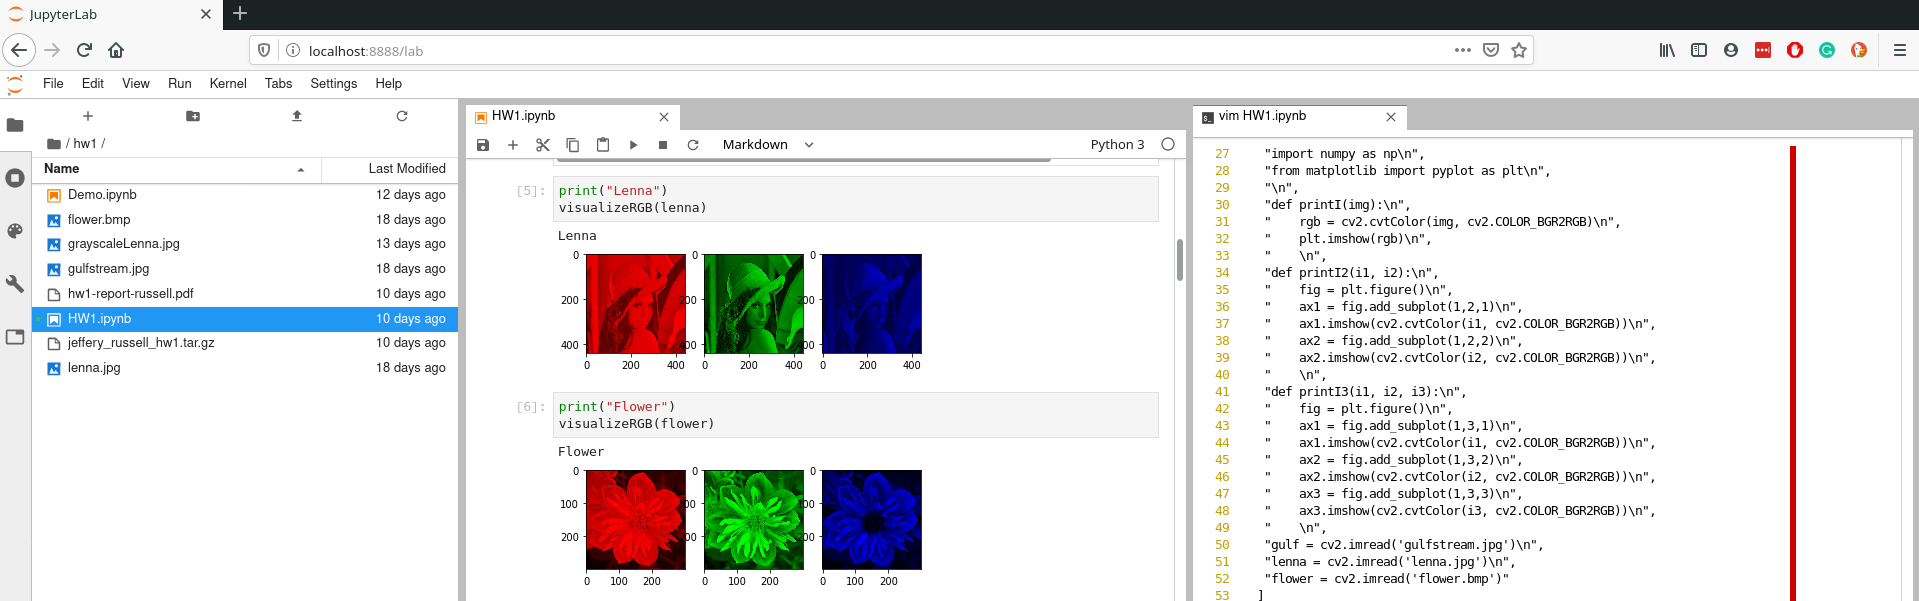 JupyterLab
localhost:8888/lab
File Edit View Run Kernel Tabs Settings Help
/ hw1 /
Name Last Modified
Demo.ipynb 12 days ago
flower.bmp 18 days ago
grayscaleLenna.jpg 13 days ago
gulfstream.jpg 18 days ago
hw1-report-russell.pdf 10 days ago
HW1.ipynb 10 days ago
jeffery_russell_hw1.tar.gz 10 days ago
lenna.jpg 18 days ago
HW1.ipynb
Markdown Python 3
[5]: print("Lenna")
visualizeRGB(lenna)
Lenna
0 0 0
200 200 200
400 400 400
0 200 400 0 200 400 0 200 400
[6]: print("Flower")
visualizeRGB(flower)
Flower
0 0 0
100 100 100
200 200 200
0 100 200 0 100 200 0 100 200
vim HW1.ipynb
27 "import numpy as np\n",
28 "from matplotlib import pyplot as plt\n",
29 "\n",
30 "def printI(img):\n",
31 "    rgb = cv2.cvtColor(img, cv2.COLOR_BGR2RGB)\n",
32 "    plt.imshow(rgb)\n",
33 "    \n",
34 "def printI2(i1, i2):\n",
35 "    fig = plt.figure()\n",
36 "    ax1 = fig.add_subplot(1,2,1)\n",
37 "    ax1.imshow(cv2.cvtColor(i1, cv2.COLOR_BGR2RGB))\n",
38 "    ax2 = fig.add_subplot(1,2,2)\n",
39 "    ax2.imshow(cv2.cvtColor(i2, cv2.COLOR_BGR2RGB))\n",
40 "    \n",
41 "def printI3(i1, i2, i3):\n",
42 "    fig = plt.figure()\n",
43 "    ax1 = fig.add_subplot(1,3,1)\n",
44 "    ax1.imshow(cv2.cvtColor(i1, cv2.COLOR_BGR2RGB))\n",
45 "    ax2 = fig.add_subplot(1,3,2)\n",
46 "    ax2.imshow(cv2.cvtColor(i2, cv2.COLOR_BGR2RGB))\n",
47 "    ax3 = fig.add_subplot(1,3,3)\n",
48 "    ax3.imshow(cv2.cvtColor(i3, cv2.COLOR_BGR2RGB))\n",
49 "    \n",
50 "gulf = cv2.imread('gulfstream.jpg')\n",
51 "lenna = cv2.imread('lenna.jpg')\n",
52 "flower = cv2.imread('flower.bmp')"
53 ]